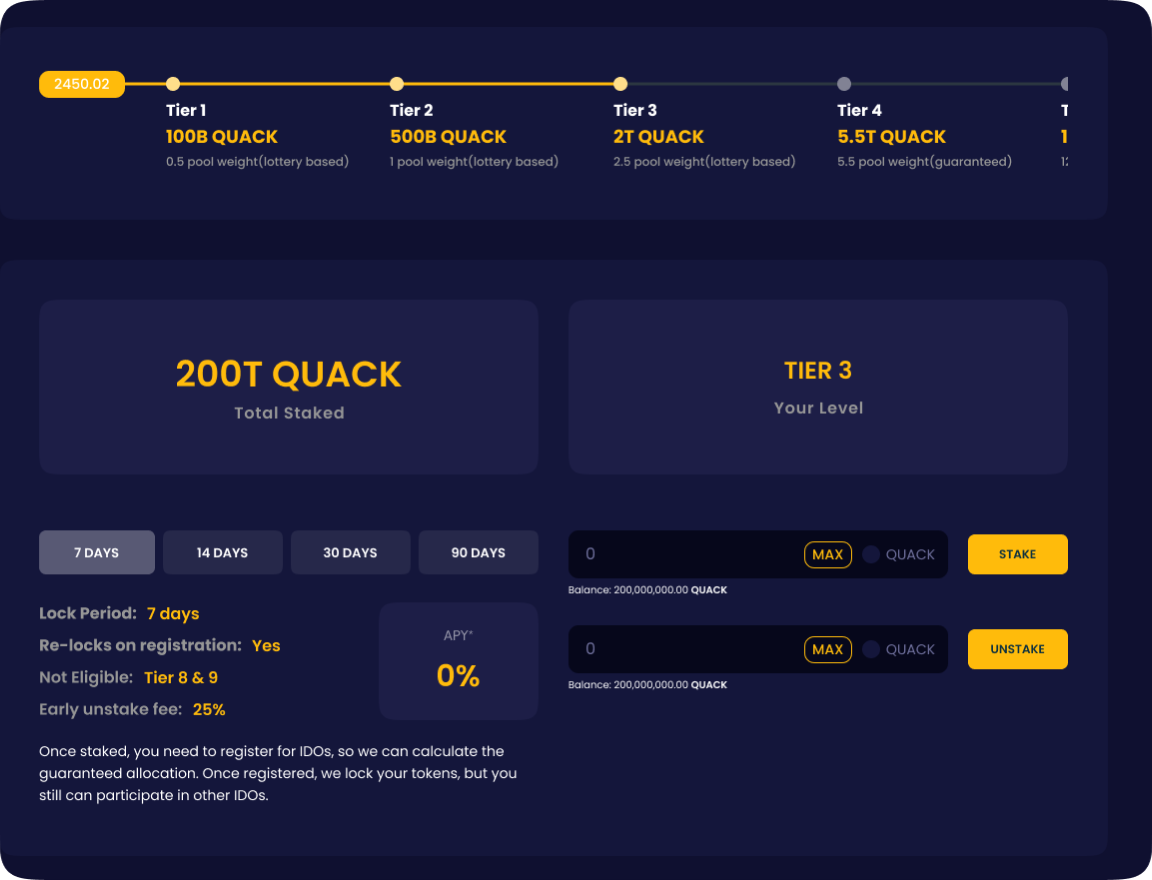 2450.02
Tier 1
100B QUACK
0.5 pool weight(lottery based)
Tier 2
500B QUACK
1 pool weight(lottery based)
Tier 3
2T QUACK
2.5 pool weight(lottery based)
Tier 4
5.5T QUACK
5.5 pool weight(guaranteed)
200T QUACK
Total Staked
TIER 3
Your Level
7 DAYS
14 DAYS
30 DAYS
90 DAYS
Lock Period: 7 days
Re-locks on registration: Yes
Not Eligible: Tier 8 & 9
Early unstake fee: 25%
APY*
0%
Once staked, you need to register for IDOs, so we can calculate the
guaranteed allocation. Once registered, we lock your tokens, but you
still can participate in other IDOs.
0 MAX QUACK
STAKE
Balance: 200,000,000.00 QUACK
0 MAX QUACK
UNSTAKE
Balance: 200,000,000.00 QUACK